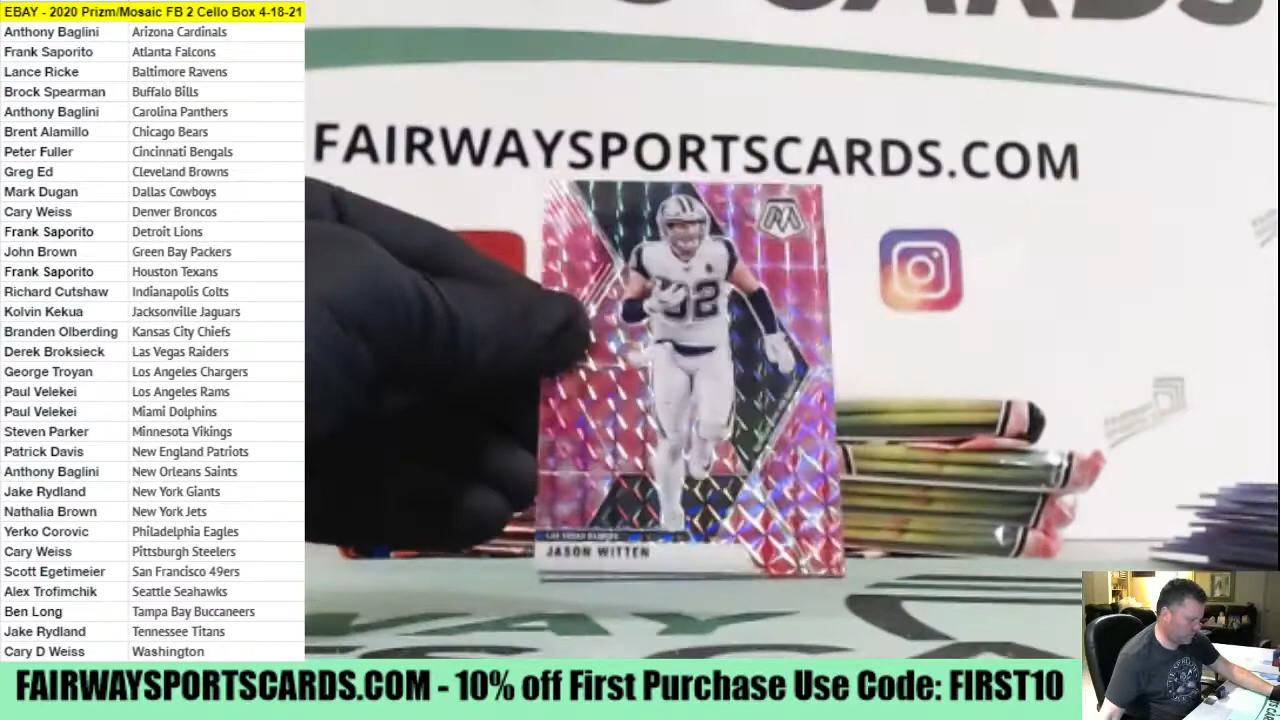 EBAY - 2020 Prizm/Mosaic FB 2 Cello Box 4-18-21
Anthony Baglini Arizona Cardinals
Frank Saporito Atlanta Falcons
Lance Ricke Baltimore Ravens
Brock Spearman Buffalo Bills
Anthony Baglini Carolina Panthers
Brent Alamillo Chicago Bears
Peter Fuller Cincinnati Bengals
Greg Ed Cleveland Browns
Mark Dugan Dallas Cowboys
Cary Weiss Denver Broncos
Frank Saporito Detroit Lions
John Brown Green Bay Packers
Frank Saporito Houston Texans
Richard Cutshaw Indianapolis Colts
Kolvin Kekua Jacksonville Jaguars
Branden Olberding Kansas City Chiefs
Derek Broksieck Las Vegas Raiders
George Troyan Los Angeles Chargers
Paul Velekei Los Angeles Rams
Paul Velekei Miami Dolphins
Steven Parker Minnesota Vikings
Patrick Davis New England Patriots
Anthony Baglini New Orleans Saints
Jake Rydland New York Giants
Nathalia Brown New York Jets
Yerko Corovic Philadelphia Eagles
Cary Weiss Pittsburgh Steelers
Scott Egetimeier San Francisco 49ers
Alex Trofimchik Seattle Seahawks
Ben Long Tampa Bay Buccaneers
Jake Rydland Tennessee Titans
Cary D Weiss Washington
CARDS
FAIRWAYSPORTSCARDS.COM
82
LAS VEGAS RAIDERS
JASON WITTEN
FAIRWAYSPORTSCARDS.COM - 10% off First Purchase Use Code: FIRST10